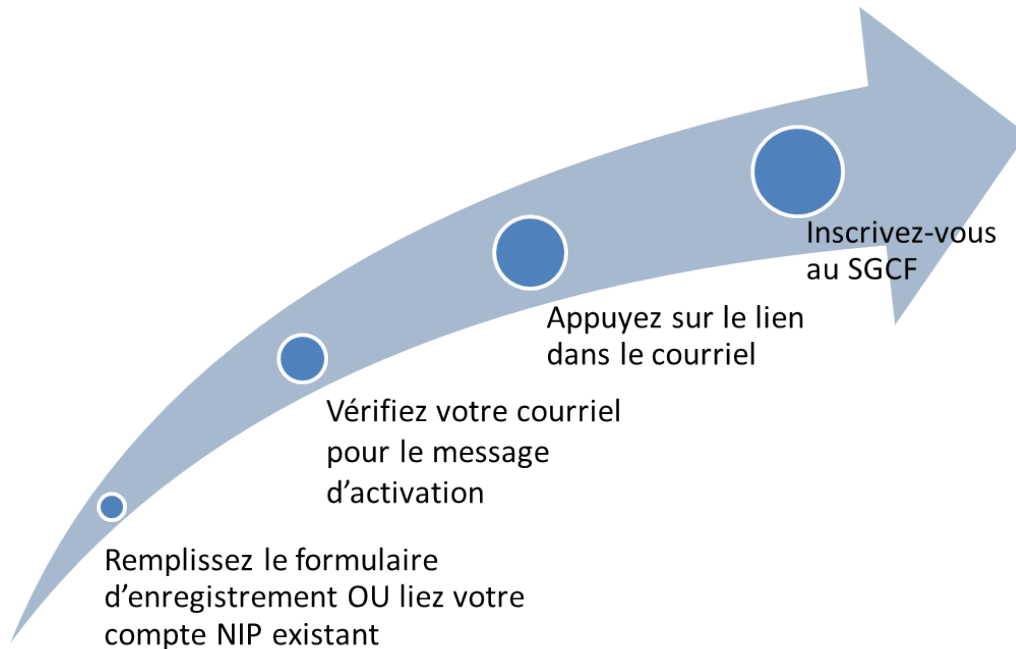 Remplissez le formulaire
d’enregistrement OU liez votre
compte NIP existant
Vérifiez votre courriel
pour le message
d’activation
Appuyez sur le lien
dans le courriel
Inscrivez-vous
au SGCF